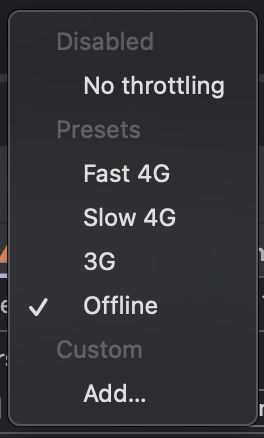 Disabled
No throttling
Presets
Fast 4G
Slow 4G
3G
Offline
Custom
Add...